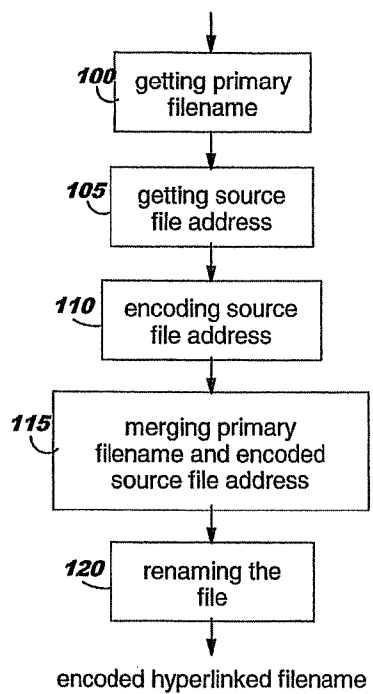 100
getting primary
filename
105
getting source
file address
110
encoding source
file address
115
merging primary
filename and encoded
source file address
120
renaming the
file
encoded hyperlinked filename